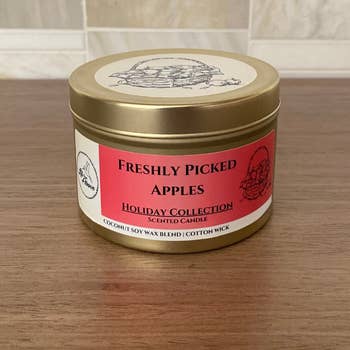 Freshly Picked
Apples
Holiday Collection
Scented Candle
Coconut Soy Wax Blend | Cotton Wick